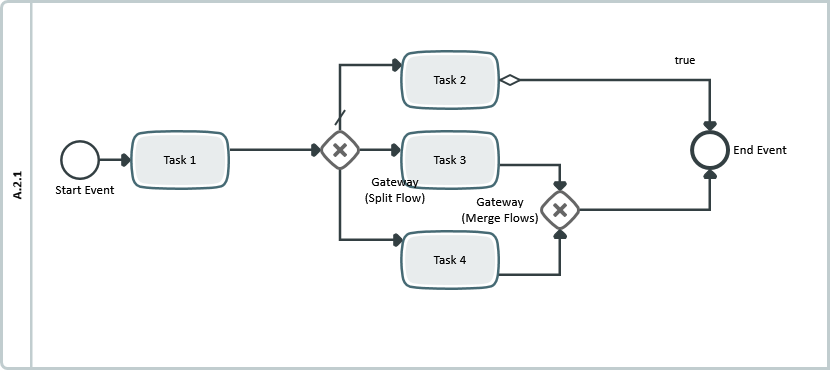 A.2.1
Start Event
Task 1
Gateway
(Split Flow)
Task 2
Task 3
Task 4
Gateway
(Merge Flows)
true
End Event